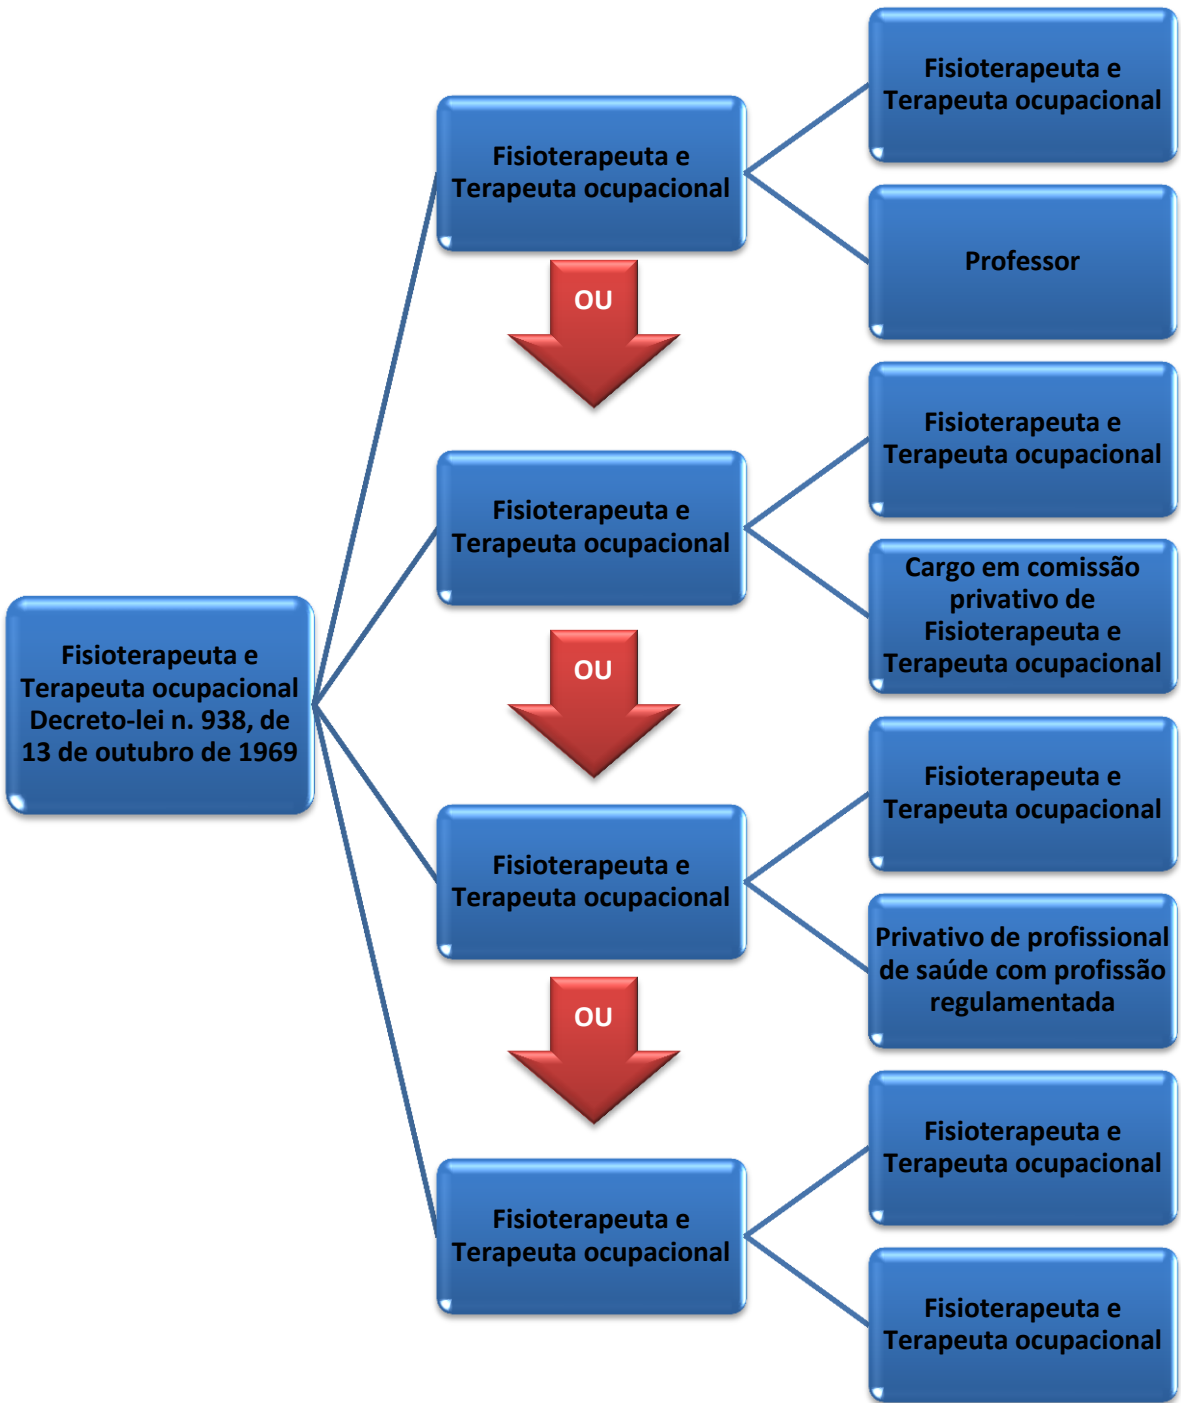 Fisioterapeuta e
Terapeuta ocupacional
Decreto-lei n. 938, de
13 de outubro de 1969
Fisioterapeuta e
Terapeuta ocupacional
Fisioterapeuta e
Terapeuta ocupacional
Professor
OU
Fisioterapeuta e
Terapeuta ocupacional
Fisioterapeuta e
Terapeuta ocupacional
Cargo em comissão
privativo de
Fisioterapeuta e
Terapeuta ocupacional
OU
Fisioterapeuta e
Terapeuta ocupacional
Fisioterapeuta e
Terapeuta ocupacional
Privativo de profissional
de saúde com profissão
regulamentada
OU
Fisioterapeuta e
Terapeuta ocupacional
Fisioterapeuta e
Terapeuta ocupacional
Fisioterapeuta e
Terapeuta ocupacional